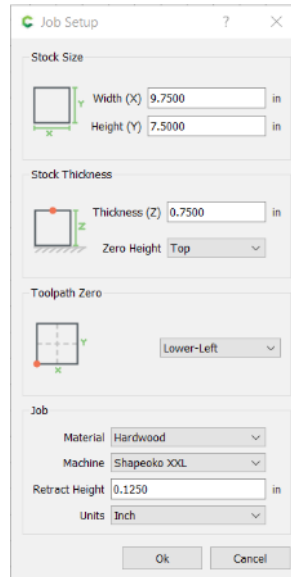 Job Setup ? ×
Stock Size
Y
X
Width (X) 9.7500 in
Height (Y) 7.5000 in
Stock Thickness
Z
Thickness (Z) 0.7500 in
Zero Height Top
Toolpath Zero
Y
X
Lower-Left
Job
Material Hardwood
Machine Shapeoko XXL
Retract Height 0.1250 in
Units Inch
Ok Cancel